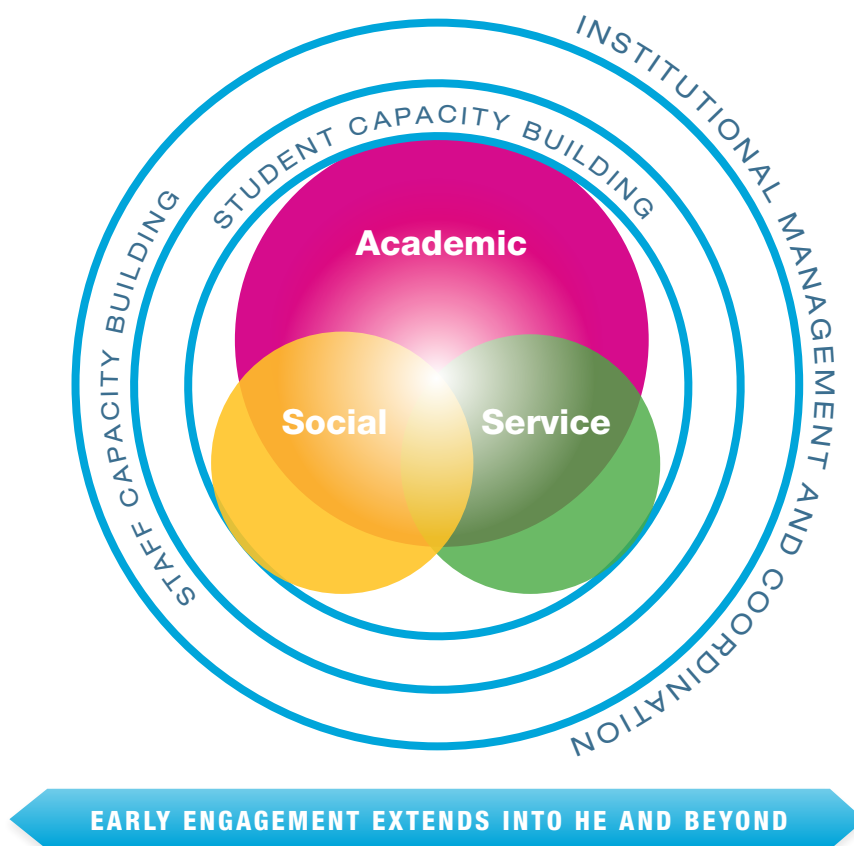 INSTITUTIONAL MANAGEMENT AND COORDINATION
STAFF CAPACITY BUILDING
STUDENT CAPACITY BUILDING
Academic
Social
Service
EARLY ENGAGEMENT EXTENDS INTO HE AND BEYOND